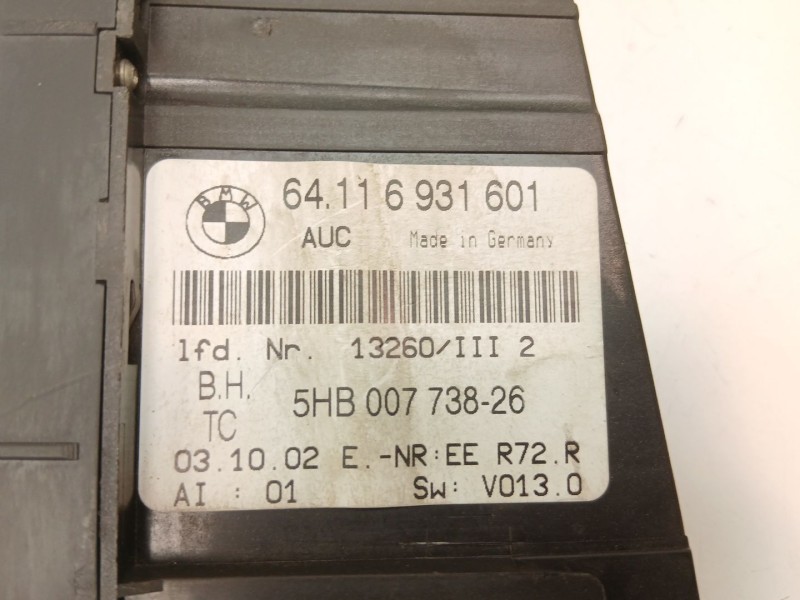 BMW
64.11 6 931 601
AUC Made in Germany
lfd. Nr. 13260/III 2
B.H. 5HB 007 738-26
TC
03.10.02 E.-NR:EE R72.R
AI : 01 Sw: V013.0